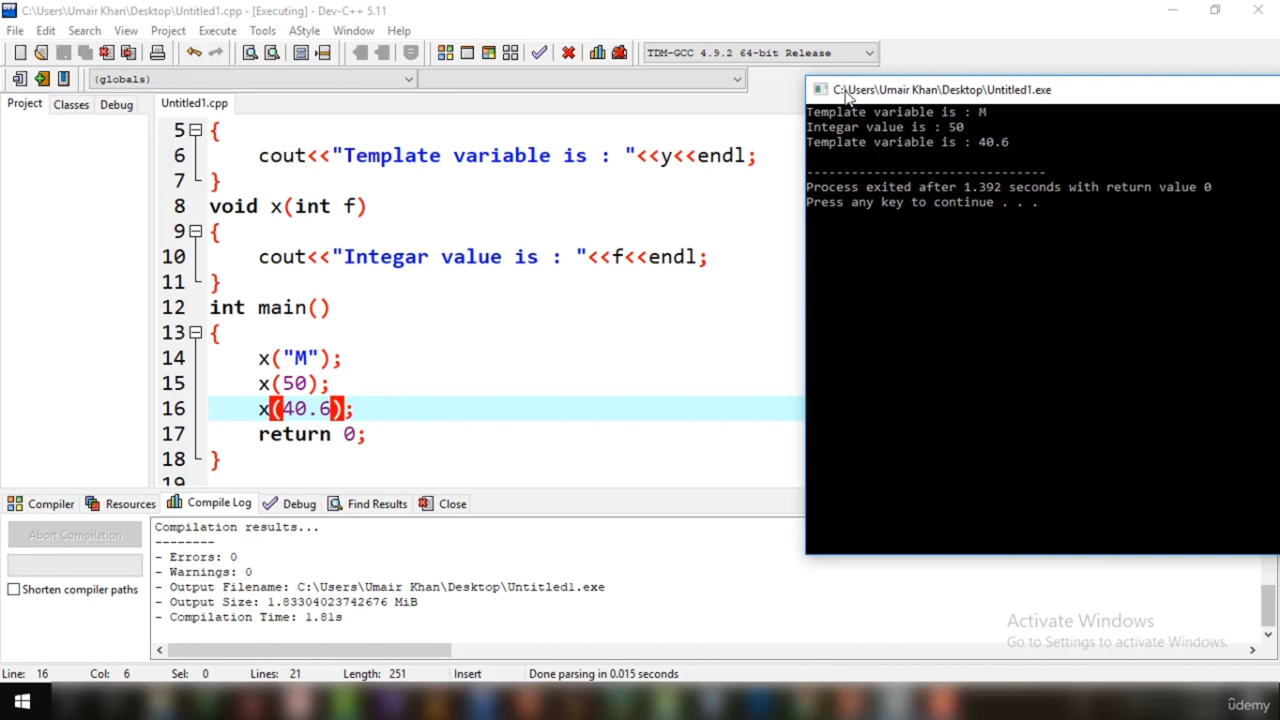 C:\Users\Umair Khan\Desktop\Untitled1.cpp - [Executing] - Dev-C++ 5.11
File Edit Search View Project Execute Tools AStyle Window Help
TDM-GCC 4.9.2 64-bit Release
(globals)
Project Classes Debug Untitled1.cpp
5 {
6 cout<<"Template variable is : "<<y<<endl;
7 }
8 void x(int f)
9 {
10 cout<<"Integar value is : "<<f<<endl;
11 }
12 int main()
13 {
14 x("M");
15 x(50);
16 x(40.6);
17 return 0;
18 }
19
C:\Users\Umair Khan\Desktop\Untitled1.exe
Template variable is : M
Integar value is : 50
Template variable is : 40.6
--------------------------------
Process exited after 1.392 seconds with return value 0
Press any key to continue . . .
Compiler Resources Compile Log Debug Find Results Close
Abort Compilation
Shorten compiler paths
Compilation results...
--------
- Errors: 0
- Warnings: 0
- Output Filename: C:\Users\Umair Khan\Desktop\Untitled1.exe
- Output Size: 1.83304023742676 MiB
- Compilation Time: 1.81s
Activate Windows
Go to Settings to activate Windows.
Line: 16 Col: 6 Sel: 0 Lines: 21 Length: 251 Insert Done parsing in 0.015 seconds
ûdemy